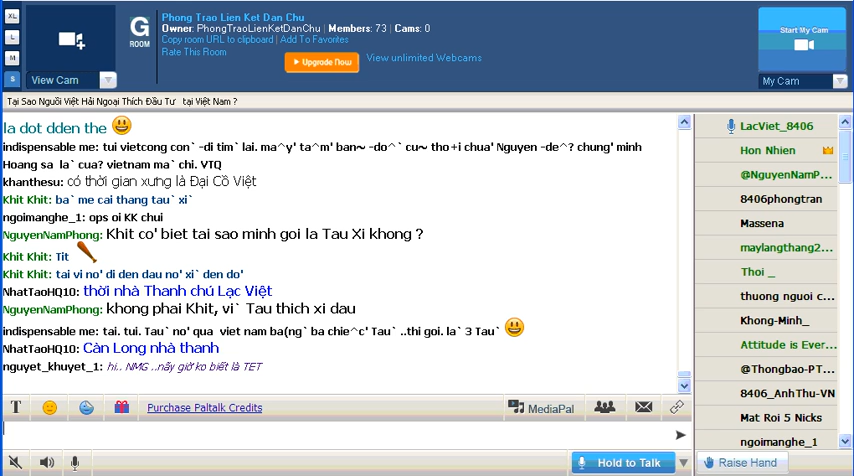 XL
L
M
S
View Cam
G
ROOM
Phong Trao Lien Ket Dan Chu
Owner: PhongTraoLienKetDanChu | Members: 73 | Cams: 0
Copy room URL to clipboard | Add To Favorites
Rate This Room
Upgrade Now
View unlimited Webcams
Start My Cam
My Cam
Tại Sao Người Việt Hải Ngoại Thích Đầu Tư tại Việt Nam ?
la dot dden the
indispensable me: tui vietcong con` -di tim` lai. ma^y' ta^m' ban~ -do^` cu~ tho+i chua' Nguyen -de^? chung' minh
Hoang sa la` cua? vietnam ma` chi. VTQ
khanthesu: có thời gian xưng là Đại Cồ Việt
Khit Khit: ba` me cai thang tau` xi`
ngoimanghe_1: ops oi KK chui
NguyenNamPhong: Khit co' biet tai sao minh goi la Tau Xi khong ?
Khit Khit: Tit
Khit Khit: tai vi no' di den dau no' xi` den do'
NhatTaoHQ10: thời nhà Thanh chú Lạc Việt
NguyenNamPhong: khong phai Khit, vi` Tau thich xi dau
indispensable me: tai. tui. Tau` no' qua viet nam ba(ng` ba chie^c' Tau` ..thi goi. la` 3 Tau`
NhatTaoHQ10: Càn Long nhà thanh
nguyet_khuyet_1: hi.. NMG ..nãy giờ ko biết là TET
T
Purchase Paltalk Credits
MediaPal
Hold to Talk
LacViet_8406
Hon Nhien
@NguyenNamP...
8406phongtran
Massena
maylangthang2...
Thoi _
thuong nguoi c...
Khong-Minh_
Attitude is Ever...
@Thongbao-PT...
8406_AnhThu-VN
Mat Roi 5 Nicks
ngoimanghe_1
Raise Hand